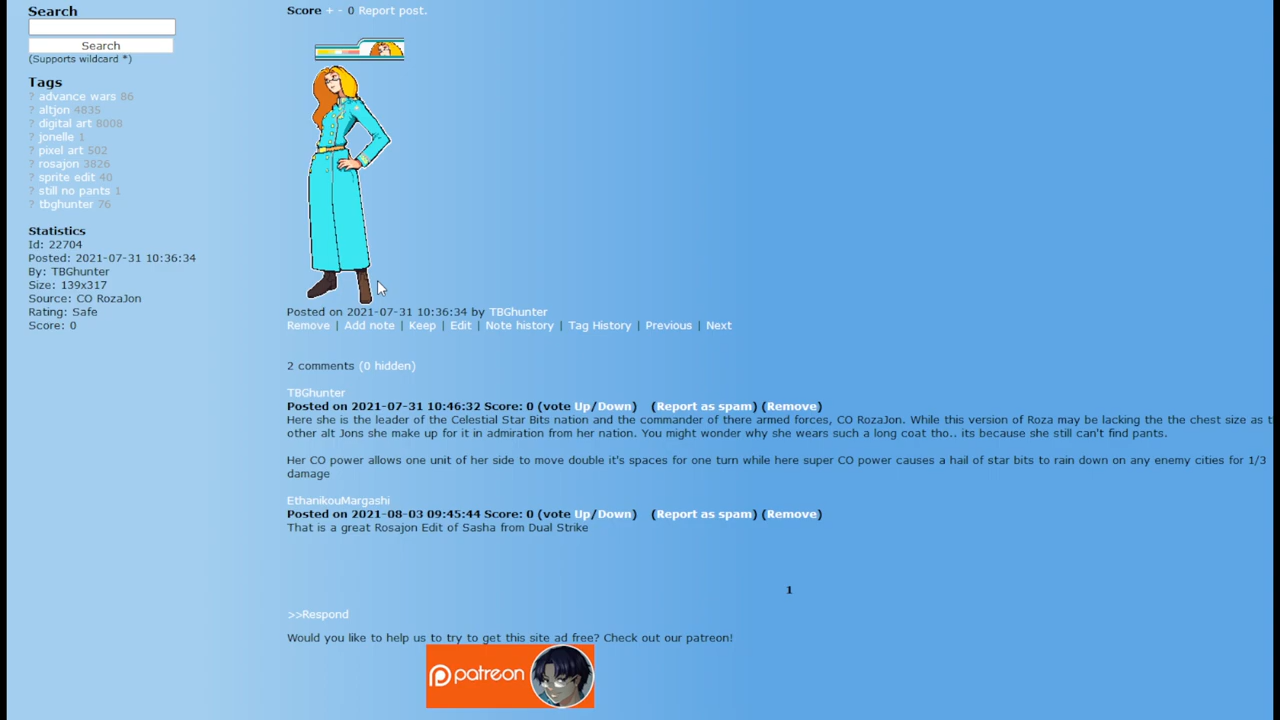 Search
Search
(Supports wildcard *)
Tags
? advance wars 86
? altjon 4835
? digital art 8008
? jonelle 1
? pixel art 502
? rosajon 3826
? sprite edit 40
? still no pants 1
? tbghunter 76
Statistics
Id: 22704
Posted: 2021-07-31 10:36:34
By: TBGhunter
Size: 139x317
Source: CO RozaJon
Rating: Safe
Score: 0
Score + - 0 Report post.
Posted on 2021-07-31 10:36:34 by TBGhunter
Remove | Add note | Keep | Edit | Note history | Tag History | Previous | Next
2 comments (0 hidden)
TBGhunter
Posted on 2021-07-31 10:46:32 Score: 0 (vote Up/Down) (Report as spam) (Remove)
Here she is the leader of the Celestial Star Bits nation and the commander of there armed forces, CO RozaJon. While this version of Roza may be lacking the the chest size as t
other alt Jons she make up for it in admiration from her nation. You might wonder why she wears such a long coat tho.. its because she still can't find pants.
Her CO power allows one unit of her side to move double it's spaces for one turn while here super CO power causes a hail of star bits to rain down on any enemy cities for 1/3
damage
EthanikouMargashi
Posted on 2021-08-03 09:45:44 Score: 0 (vote Up/Down) (Report as spam) (Remove)
That is a great Rosajon Edit of Sasha from Dual Strike
1
>>Respond
Would you like to help us to try to get this site ad free? Check out our patreon!
patreon